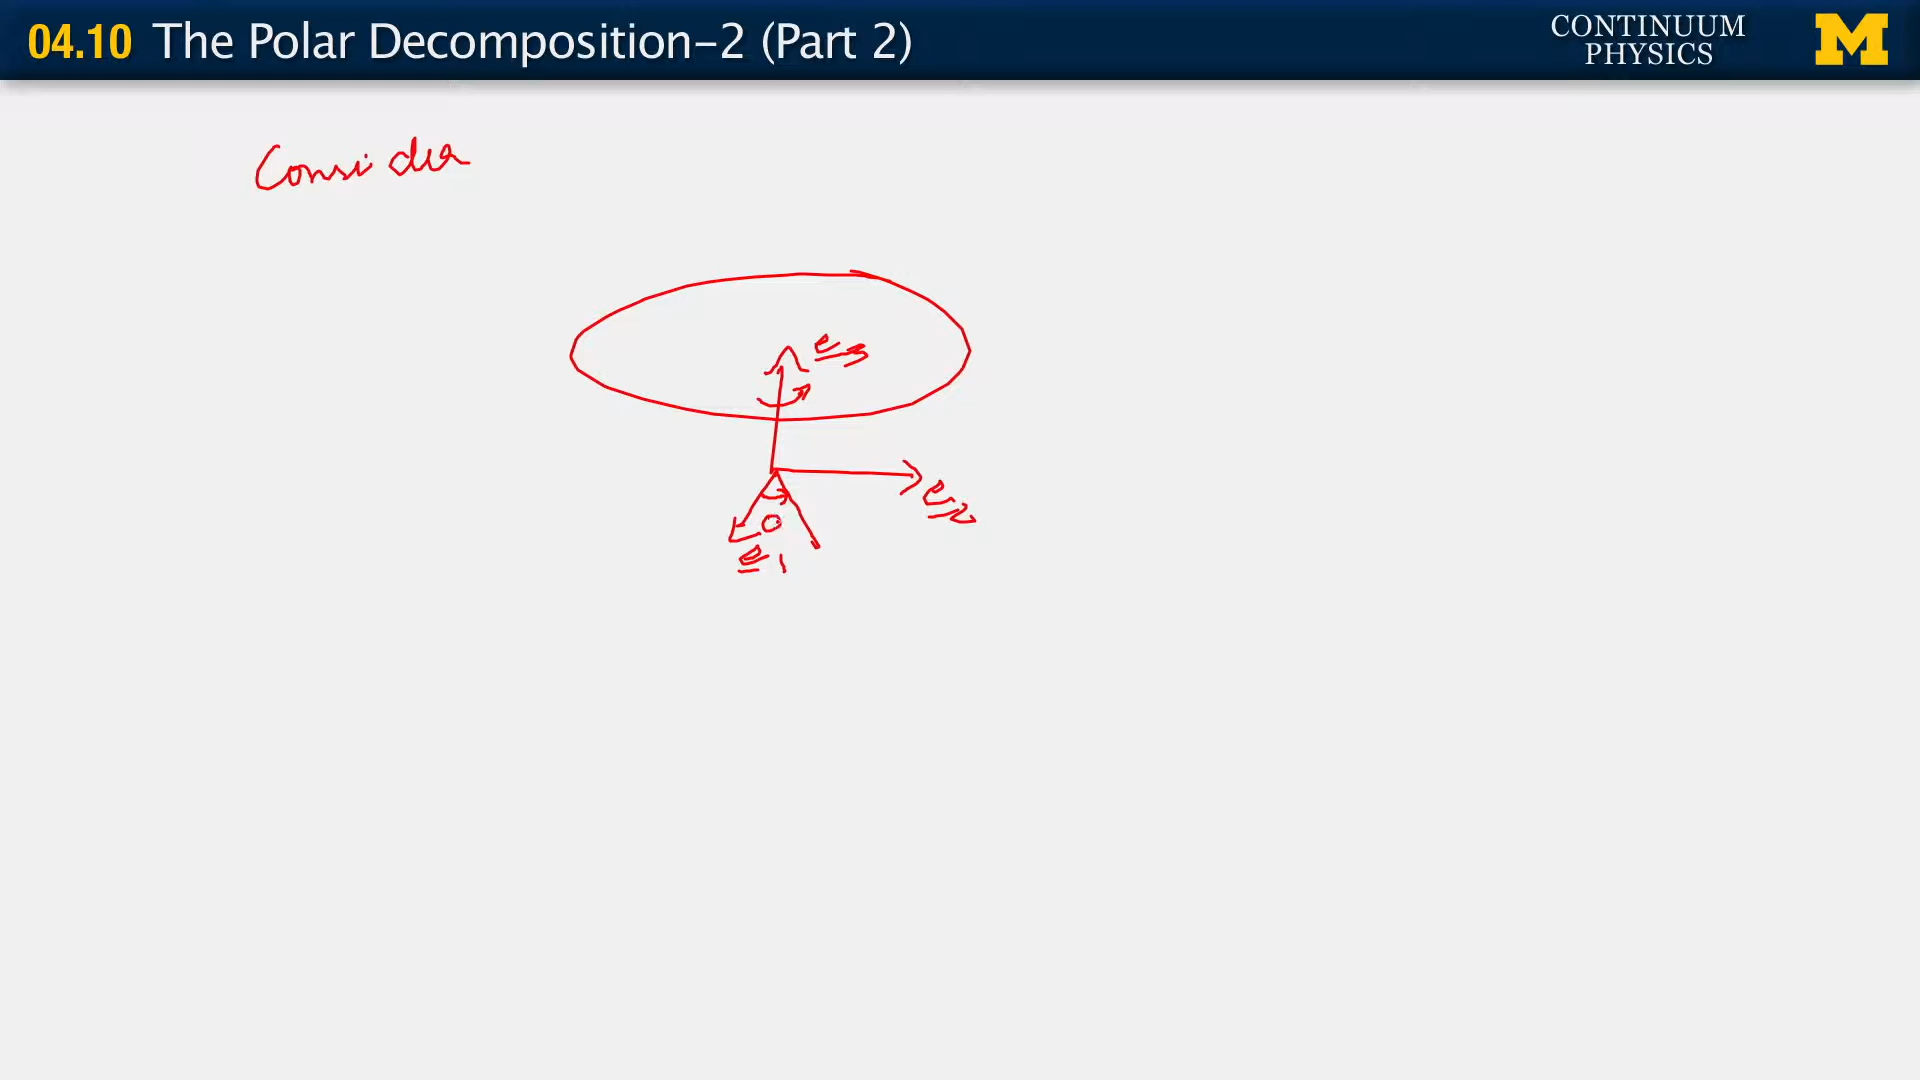 04.10 The Polar Decomposition-2 (Part 2)
CONTINUUM
PHYSICS
M
Consider
e3
e2
θ
e1